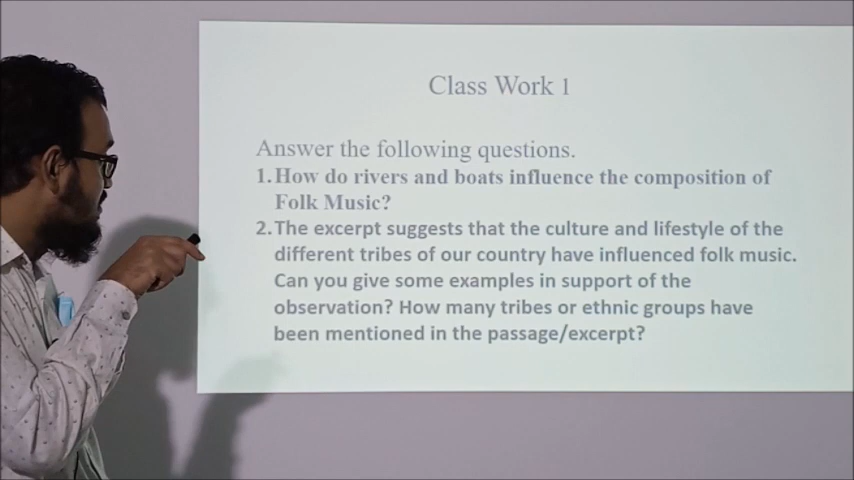 Class Work 1
Answer the following questions.
1. How do rivers and boats influence the composition of
Folk Music?
2. The excerpt suggests that the culture and lifestyle of the
different tribes of our country have influenced folk music.
Can you give some examples in support of the
observation? How many tribes or ethnic groups have
been mentioned in the passage/excerpt?